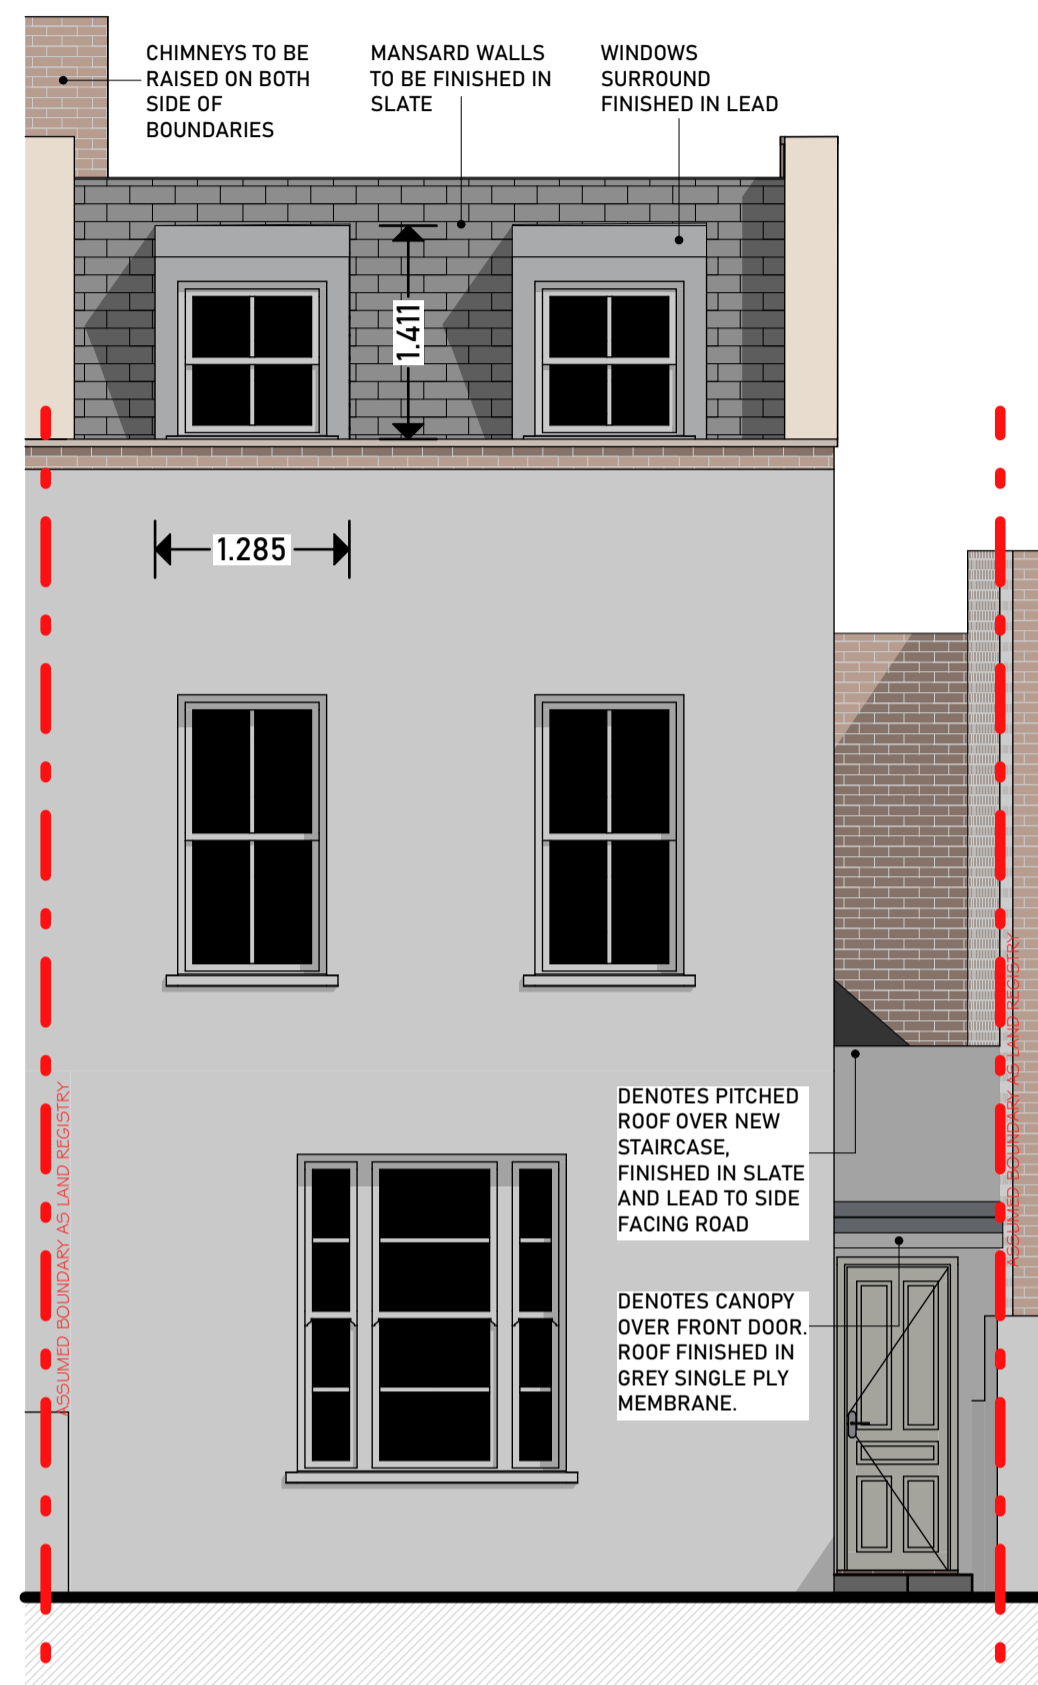 CHIMNEYS TO BE
RAISED ON BOTH
SIDE OF
BOUNDARIES
MANSARD WALLS
TO BE FINISHED IN
SLATE
WINDOWS
SURROUND
FINISHED IN LEAD
1.411
1.285
ASSUMED BOUNDARY AS LAND REGISTRY
ASSUMED BOUNDARY AS LAND REGISTRY
DENOTES PITCHED
ROOF OVER NEW
STAIRCASE,
FINISHED IN SLATE
AND LEAD TO SIDE
FACING ROAD
DENOTES CANOPY
OVER FRONT DOOR.
ROOF FINISHED IN
GREY SINGLE PLY
MEMBRANE.